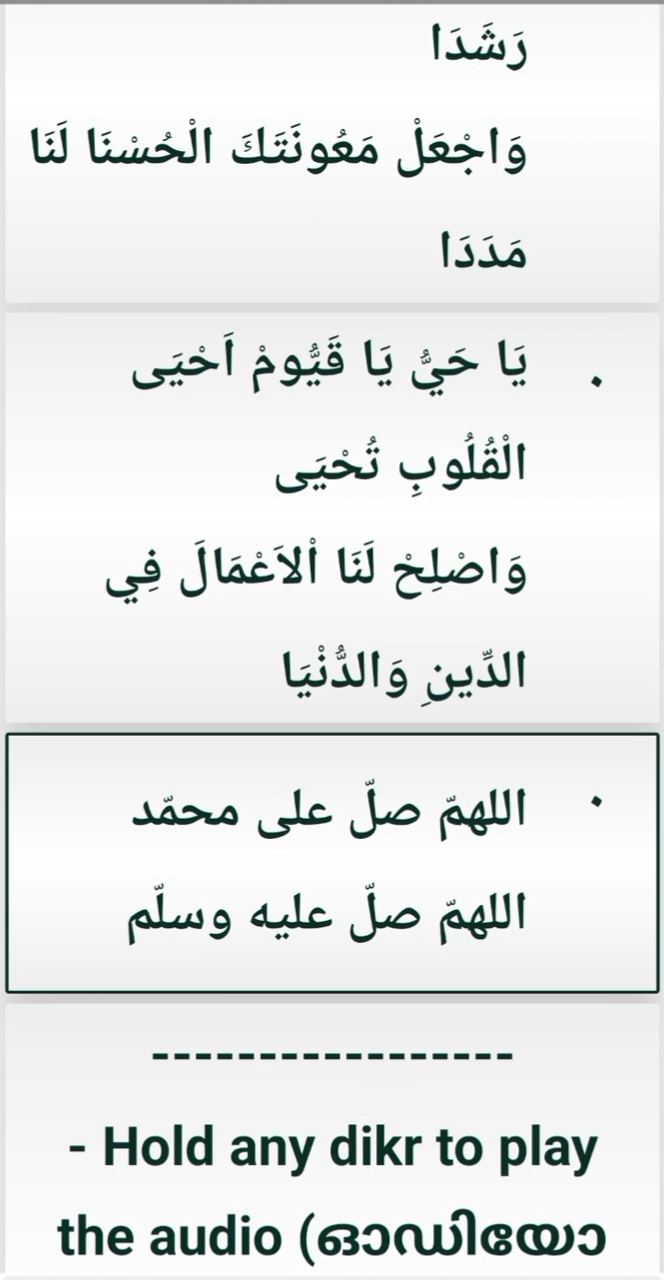 رَشَدَا
وَاجْعَلْ مَعُونَتَكَ الْحُسْنَا لَنَا
مَدَدَا
يَا حَيُّ يَا قَيُّومْ اَحْيَى
الْقُلُوبِ تُحْيَى
وَاصْلِحْ لَنَا اْلاَعْمَالَ فِي
الدِّينِ وَالدُّنْيَا
اللهمّ صلّ على محمّد
اللهمّ صلّ عليه وسلّم
-----------------
- Hold any dikr to play
the audio (ഓഡിയോ